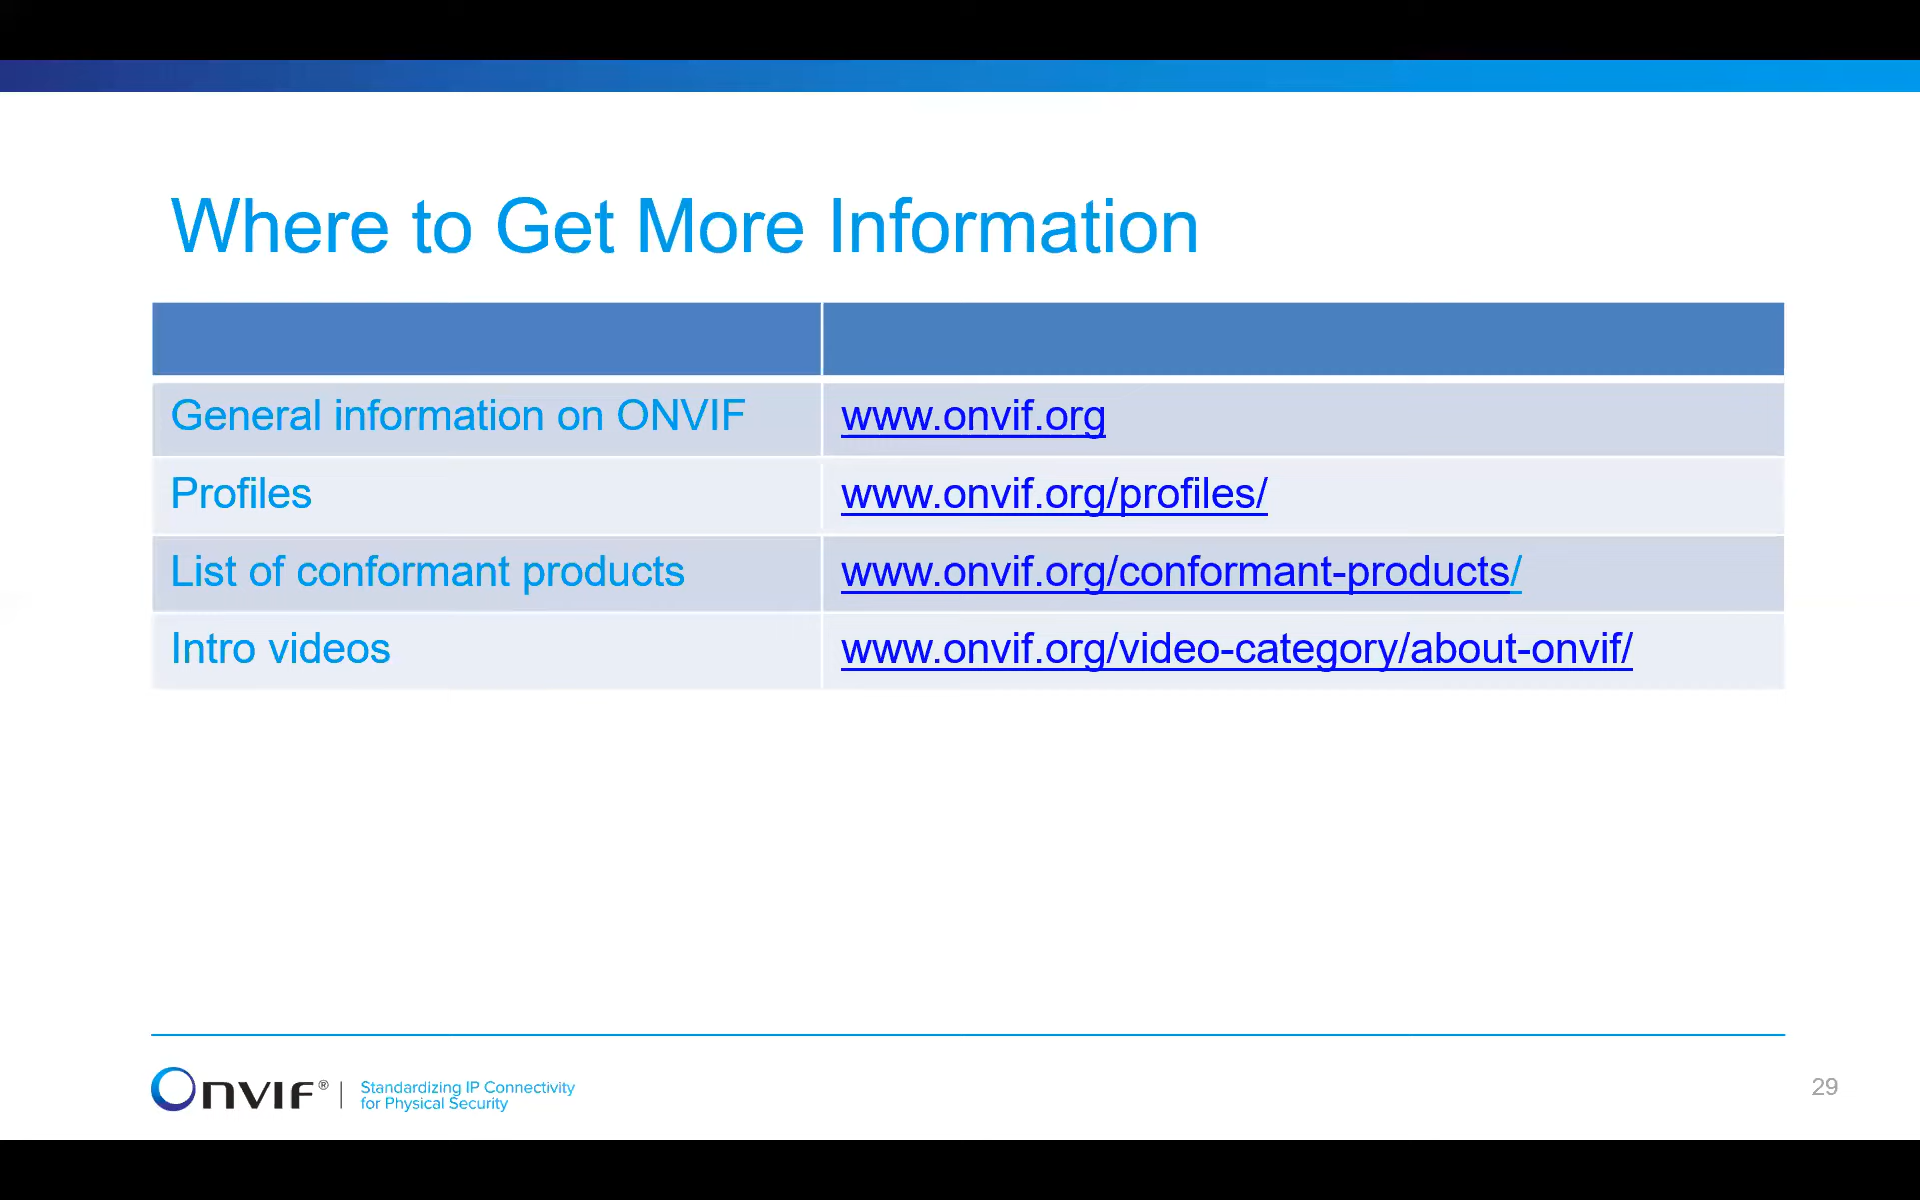 Where to Get More Information
General information on ONVIF www.onvif.org
Profiles www.onvif.org/profiles/
List of conformant products www.onvif.org/conformant-products/
Intro videos www.onvif.org/video-category/about-onvif/
ONVIF® | Standardizing IP Connectivity
for Physical Security
29